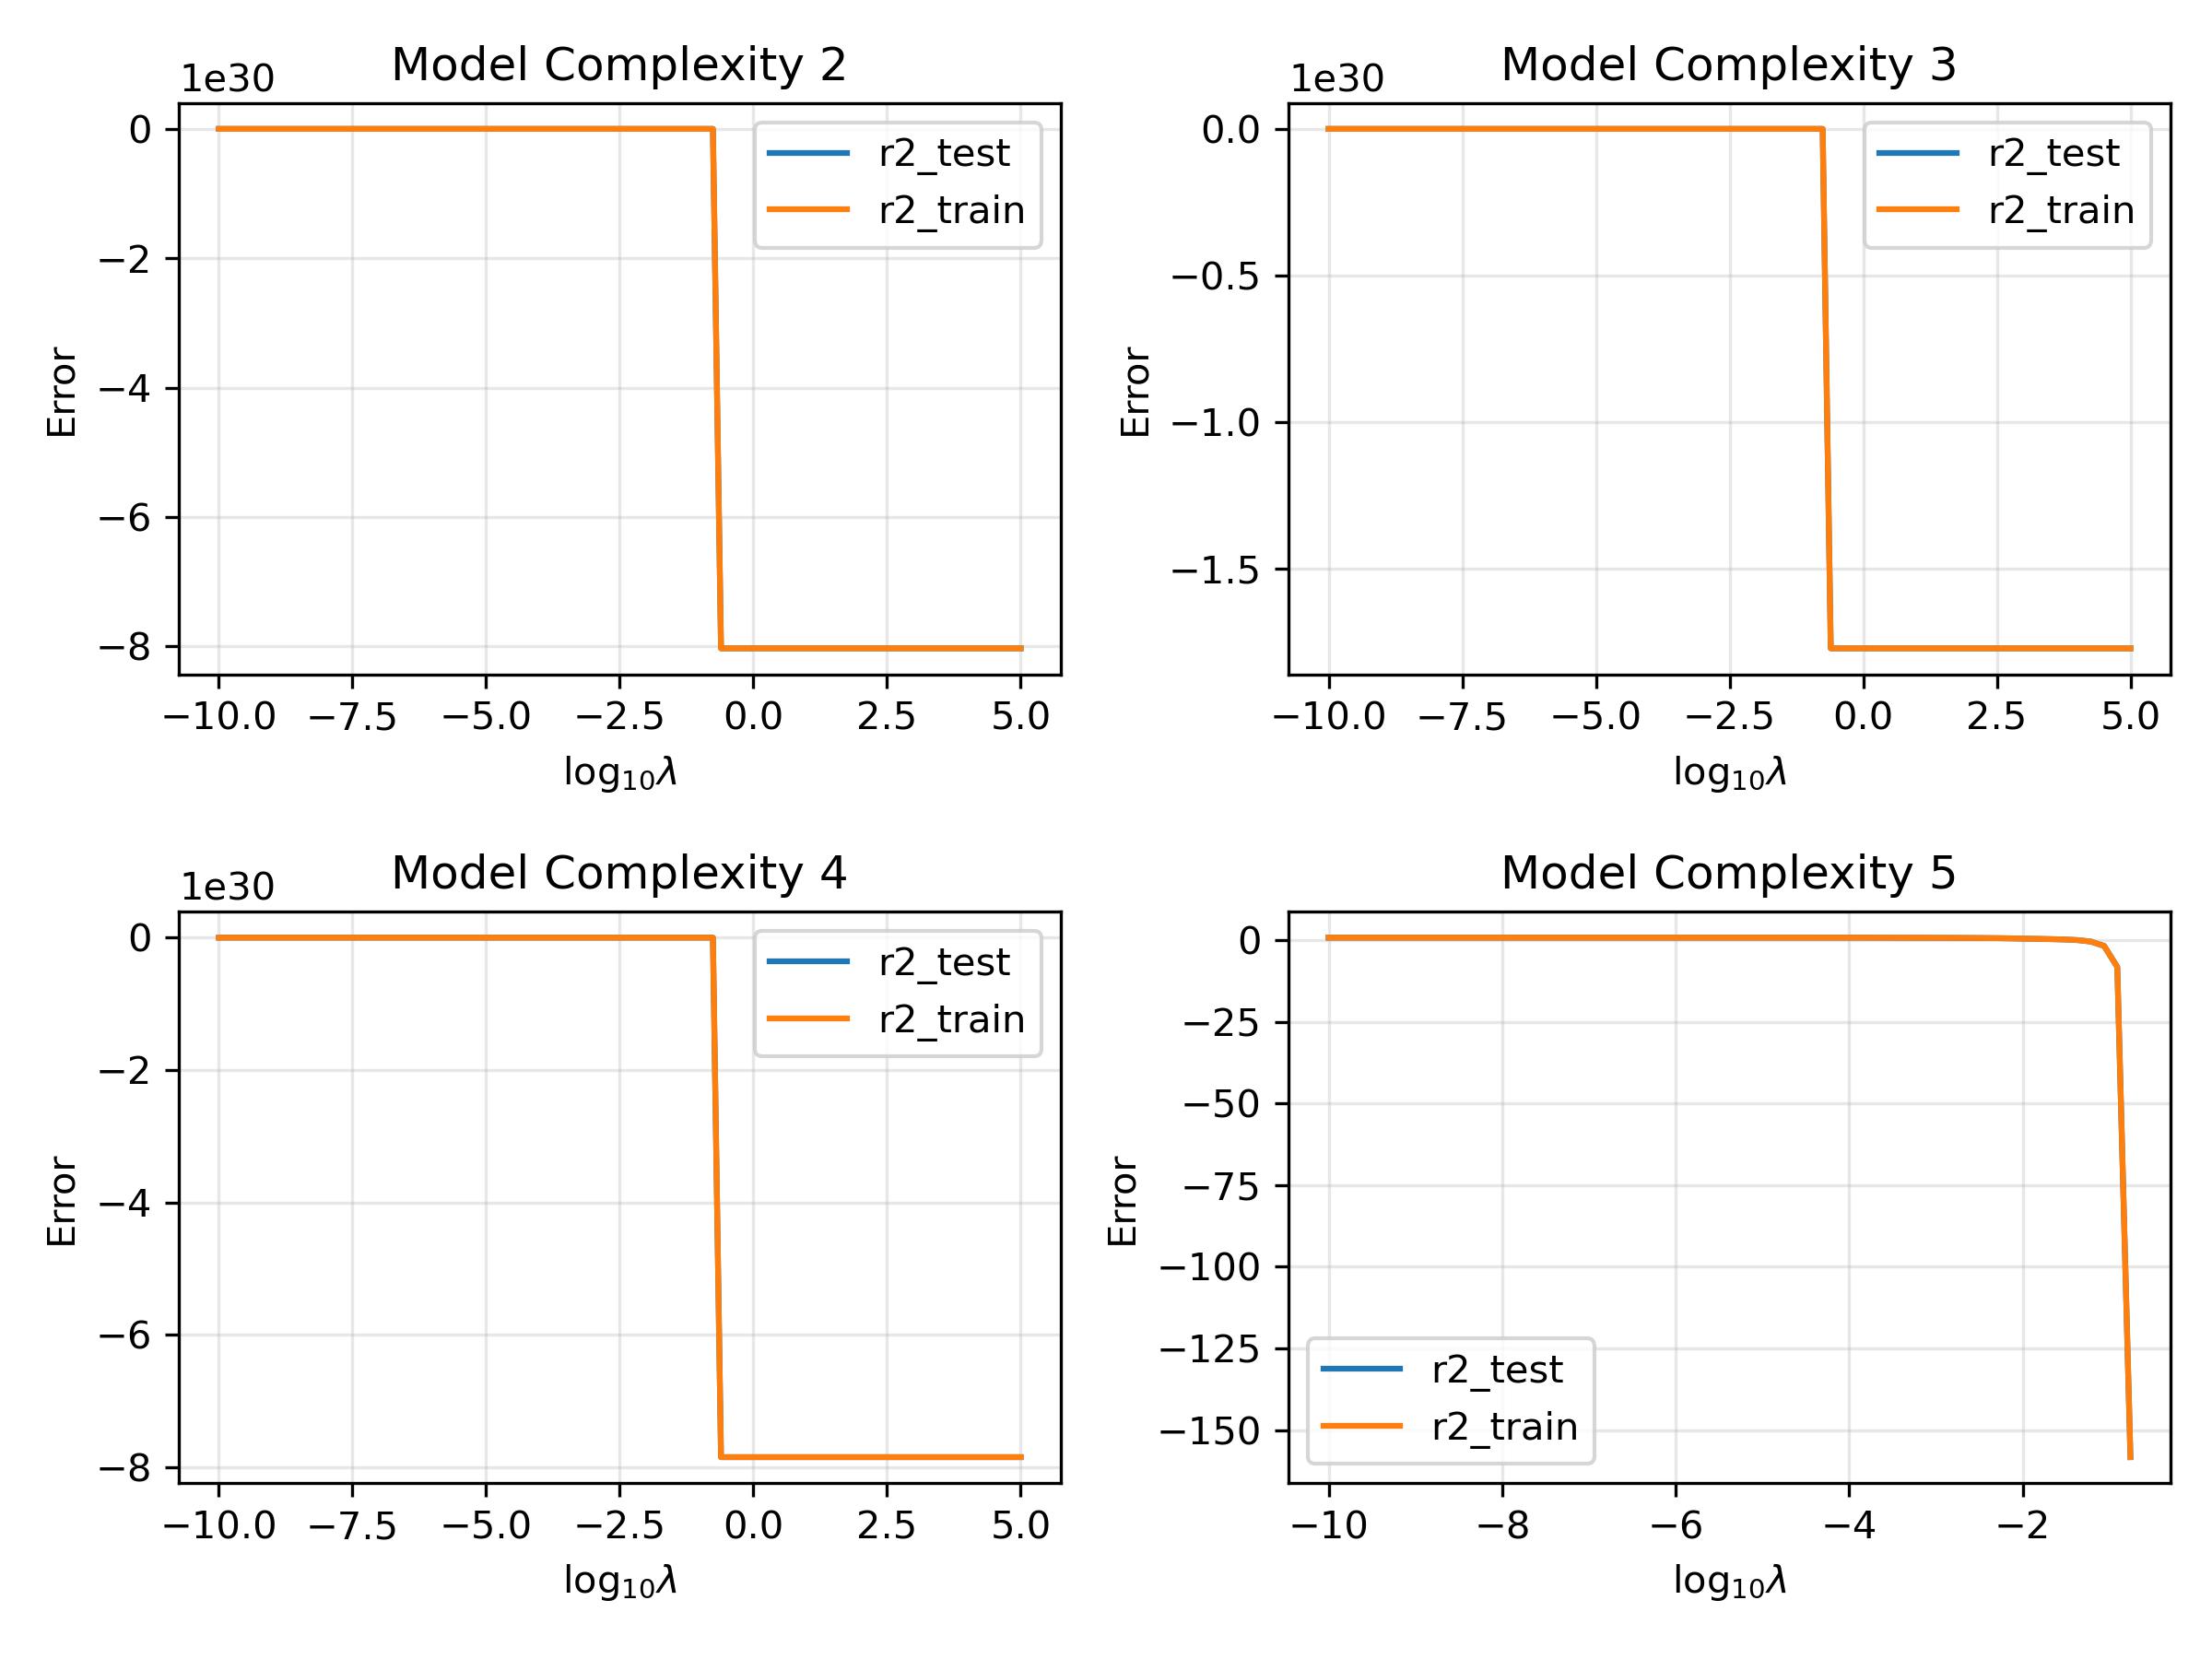 Model Complexity 2
1e30
0
−2
−4
−6
−8
Error
r2_test
r2_train
−10.0 −7.5 −5.0 −2.5 0.0 2.5 5.0
log10λ
Model Complexity 3
1e30
0.0
−0.5
−1.0
−1.5
Error
r2_test
r2_train
−10.0 −7.5 −5.0 −2.5 0.0 2.5 5.0
log10λ
Model Complexity 4
1e30
0
−2
−4
−6
−8
Error
r2_test
r2_train
−10.0 −7.5 −5.0 −2.5 0.0 2.5 5.0
log10λ
Model Complexity 5
0
−25
−50
−75
−100
−125
−150
Error
r2_test
r2_train
−10 −8 −6 −4 −2
log10λ